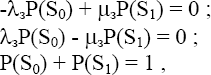 -λ₃P(S₀) + μ₃P(S₁) = 0 ;
λ₃P(S₀) - μ₃P(S₁) = 0 ;
P(S₀) + P(S₁) = 1 ,